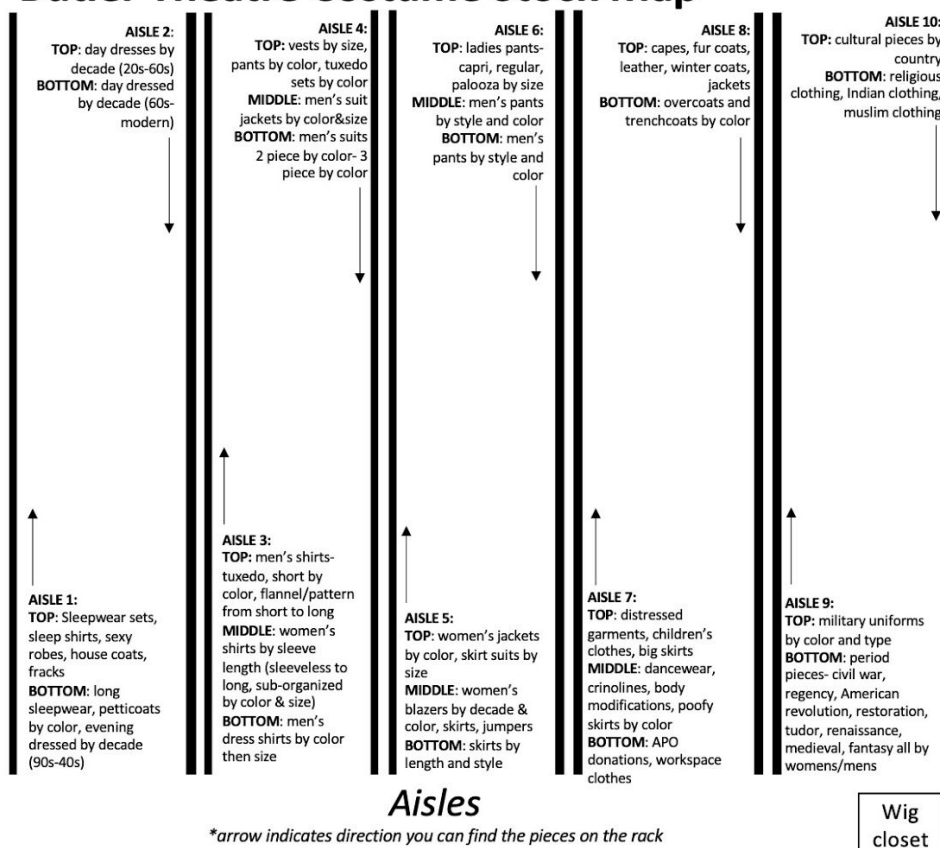 Butler Theatre Costume Stock Map
AISLE 2:
TOP: day dresses by
decade (20s-60s)
BOTTOM: day dressed
by decade (60s-
modern)
AISLE 4:
TOP: vests by size,
pants by color, tuxedo
sets by color
MIDDLE: men's suit
jackets by color&size
BOTTOM: men's suits
2 piece by color- 3
piece by color
AISLE 6:
TOP: ladies pants-
capri, regular,
palooza by size
MIDDLE: men's pants
by style and color
BOTTOM: men's
pants by style and
color
AISLE 8:
TOP: capes, fur coats,
leather, winter coats,
jackets
BOTTOM: overcoats and
trenchcoats by color
AISLE 10:
TOP: cultural pieces by
country
BOTTOM: religious
clothing, Indian clothing,
muslim clothing
AISLE 1:
TOP: Sleepwear sets,
sleep shirts, sexy
robes, house coats,
fracks
BOTTOM: long
sleepwear, petticoats
by color, evening
dressed by decade
(90s-40s)
AISLE 3:
TOP: men's shirts-
tuxedo, short by
color, flannel/pattern
from short to long
MIDDLE: women's
shirts by sleeve
length (sleeveless to
long, sub-organized
by color & size)
BOTTOM: men's
dress shirts by color
then size
AISLE 5:
TOP: women's jackets
by color, skirt suits by
size
MIDDLE: women's
blazers by decade &
color, skirts, jumpers
BOTTOM: skirts by
length and style
AISLE 7:
TOP: distressed
garments, children's
clothes, big skirts
MIDDLE: dancewear,
crinolines, body
modifications, poofy
skirts by color
BOTTOM: APO
donations, workspace
clothes
AISLE 9:
TOP: military uniforms
by color and type
BOTTOM: period
pieces- civil war,
regency, American
revolution, restoration,
tudor, renaissance,
medieval, fantasy all by
womens/mens
Aisles
*arrow indicates direction you can find the pieces on the rack
Wig
closet